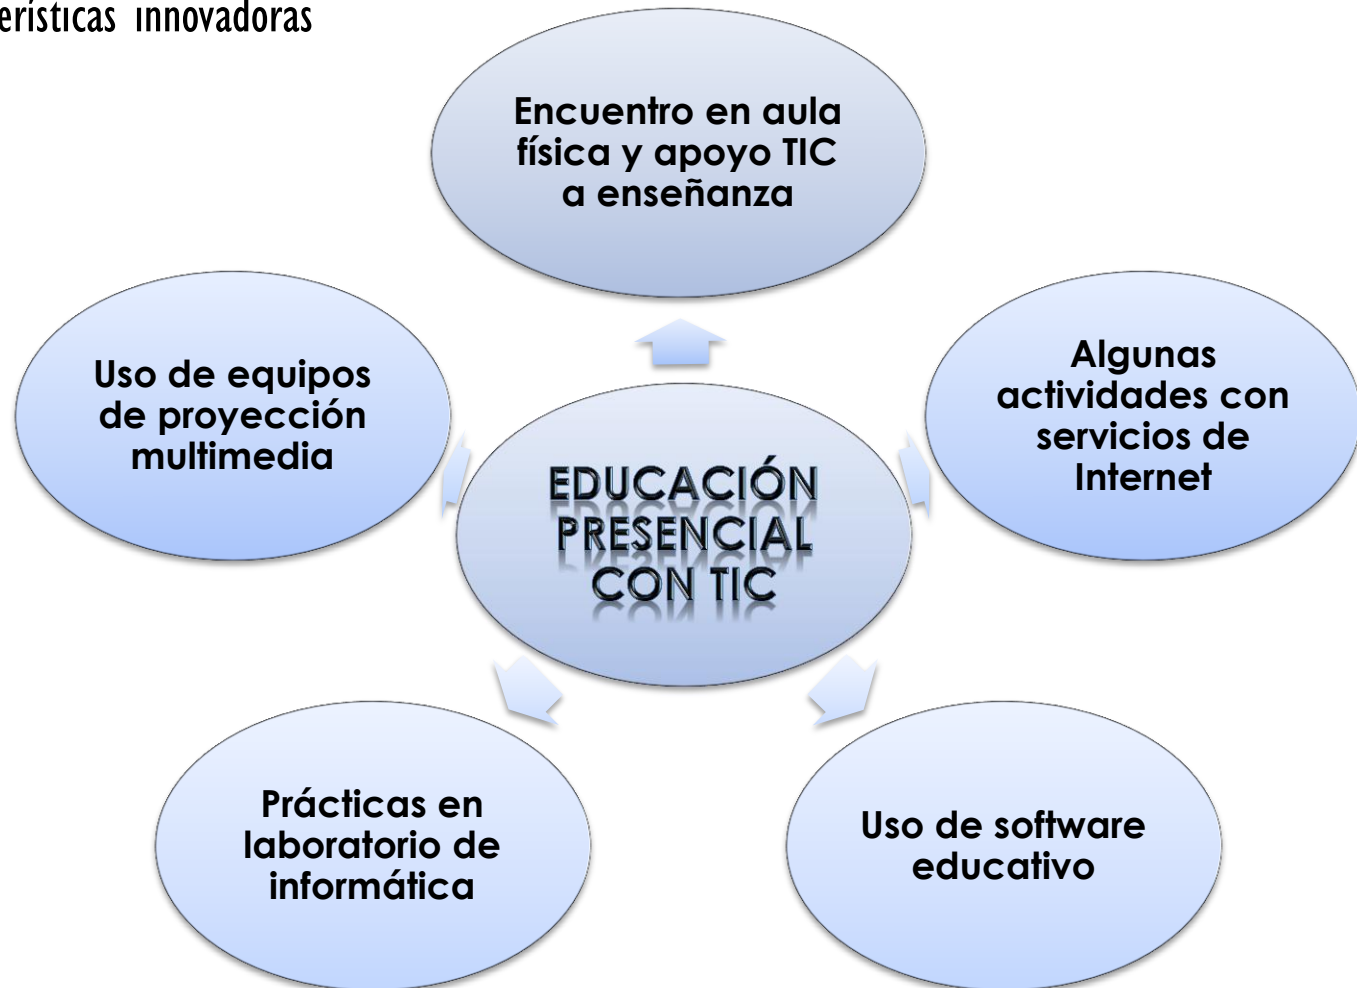 innovadoras
Encuentro en aula
física y apoyo TIC
a enseñanza
Uso de equipos
de proyección
multimedia
Algunas
actividades con
servicios de
Internet
EDUCACIÓN
PRESENCIAL
CON TIC
Prácticas en
laboratorio de
informática
Uso de software
educativo